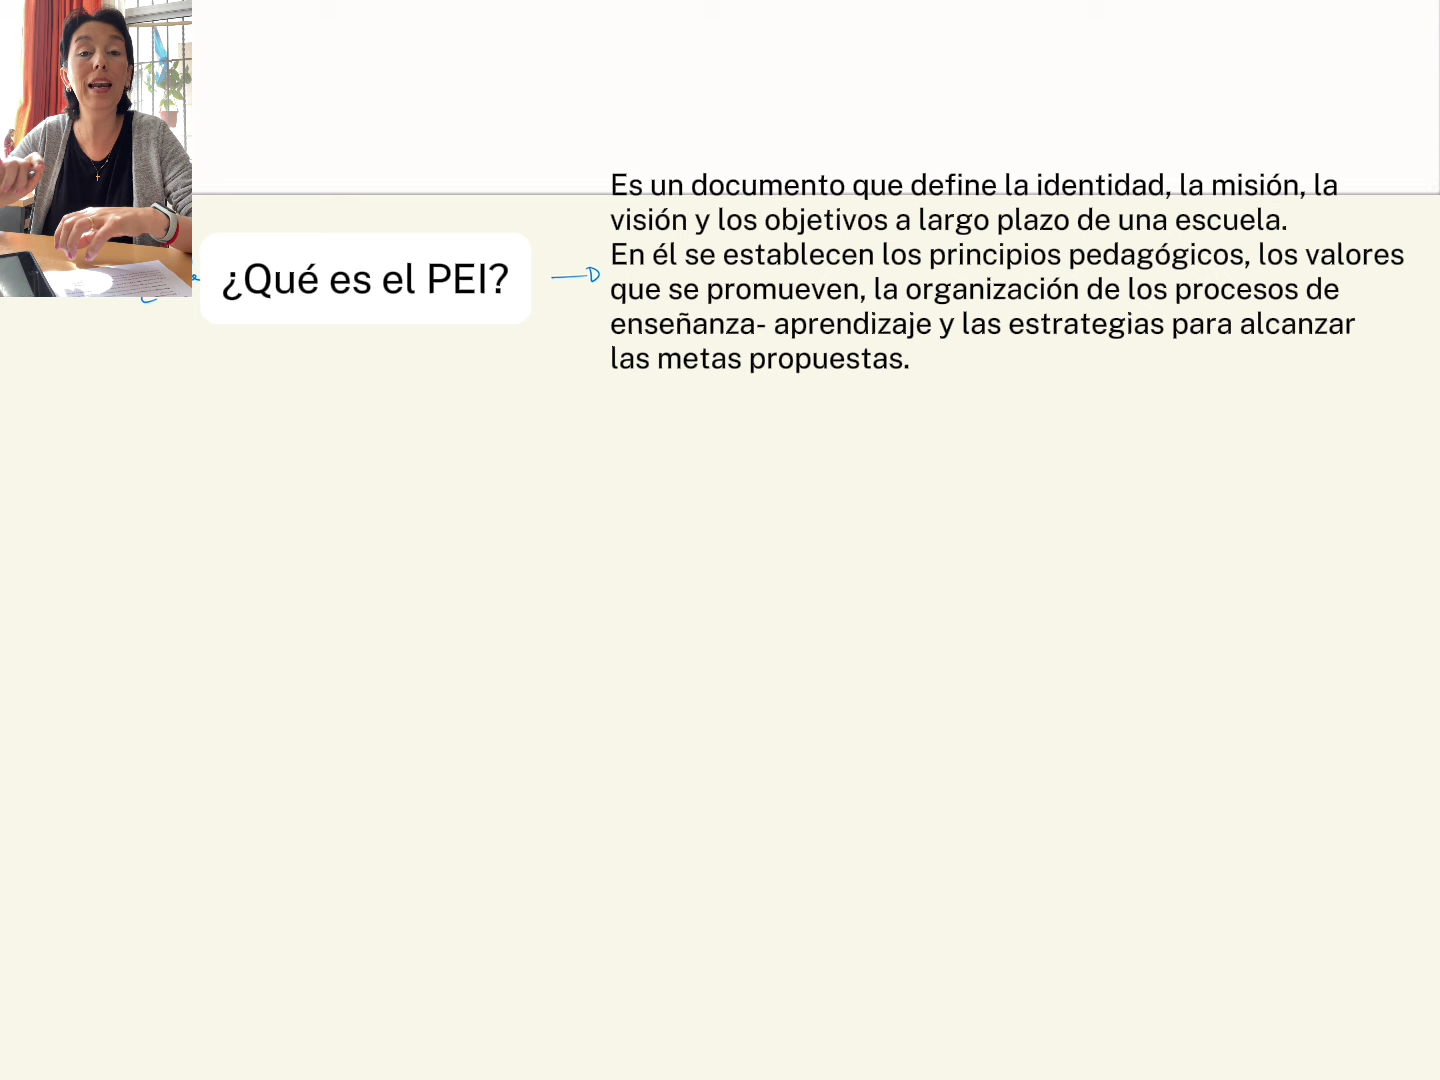 ¿Qué es el PEI?
Es un documento que define la identidad, la misión, la
visión y los objetivos a largo plazo de una escuela.
En él se establecen los principios pedagógicos, los valores
que se promueven, la organización de los procesos de
enseñanza- aprendizaje y las estrategias para alcanzar
las metas propuestas.